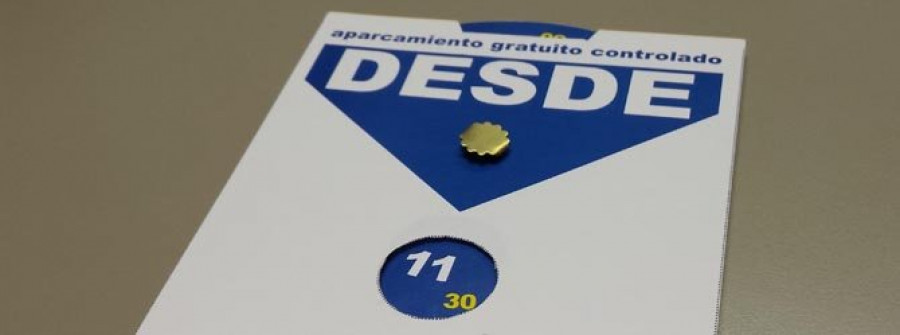 aparcamiento gratuito controlado
DESDE
11
30